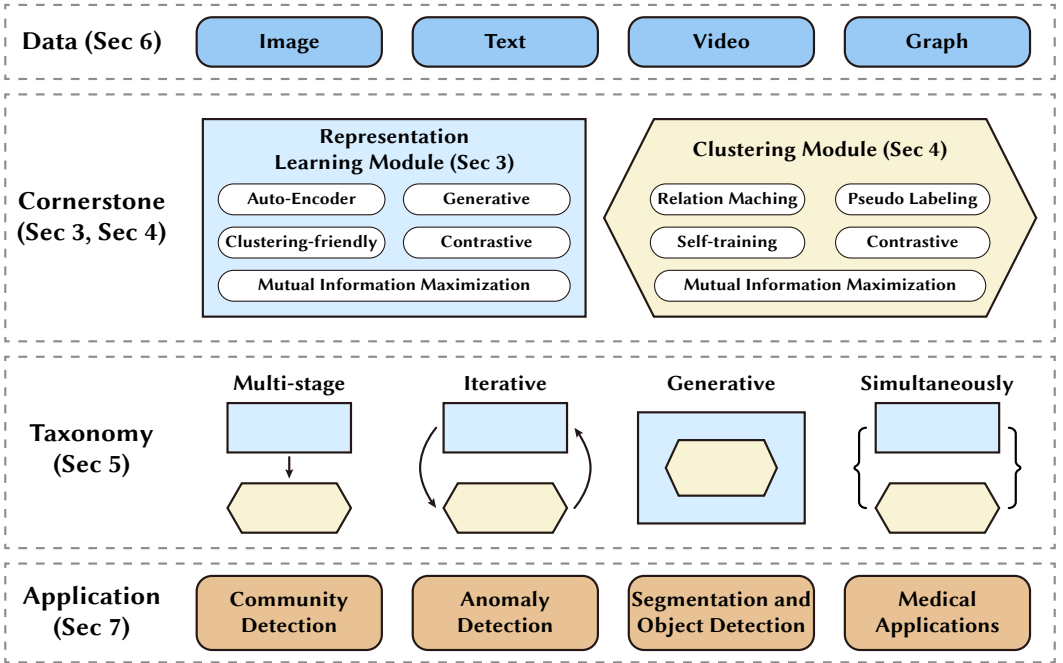 Data (Sec 6)
Image
Text
Video
Graph
Cornerstone
(Sec 3, Sec 4)
Representation
Learning Module (Sec 3)
Auto-Encoder
Generative
Clustering-friendly
Contrastive
Mutual Information Maximization
Clustering Module (Sec 4)
Relation Maching
Pseudo Labeling
Self-training
Contrastive
Mutual Information Maximization
Taxonomy
(Sec 5)
Multi-stage
Iterative
Generative
Simultaneously
Application
(Sec 7)
Community
Detection
Anomaly
Detection
Segmentation and
Object Detection
Medical
Applications